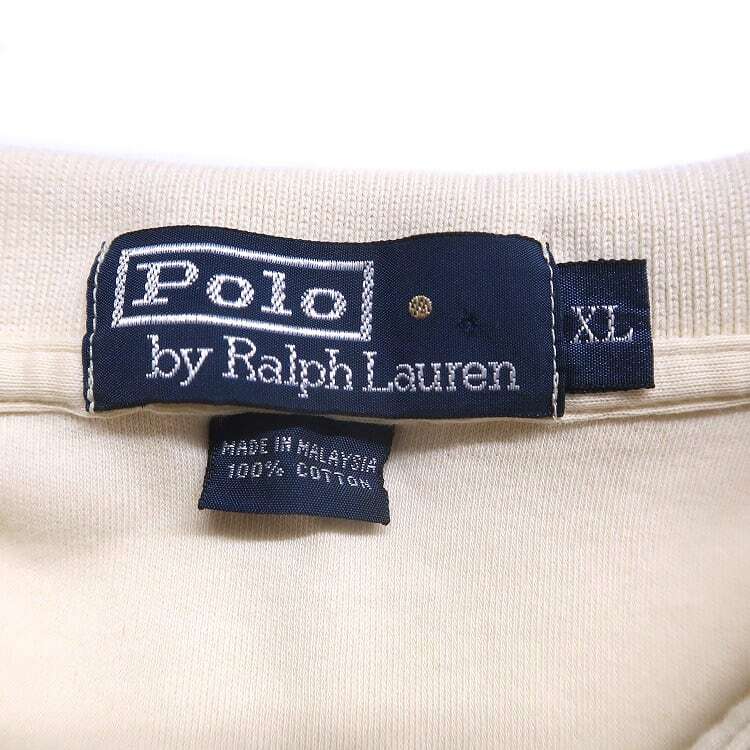 Polo
by Ralph Lauren
XL
MADE IN MALAYSIA
100% COTTON